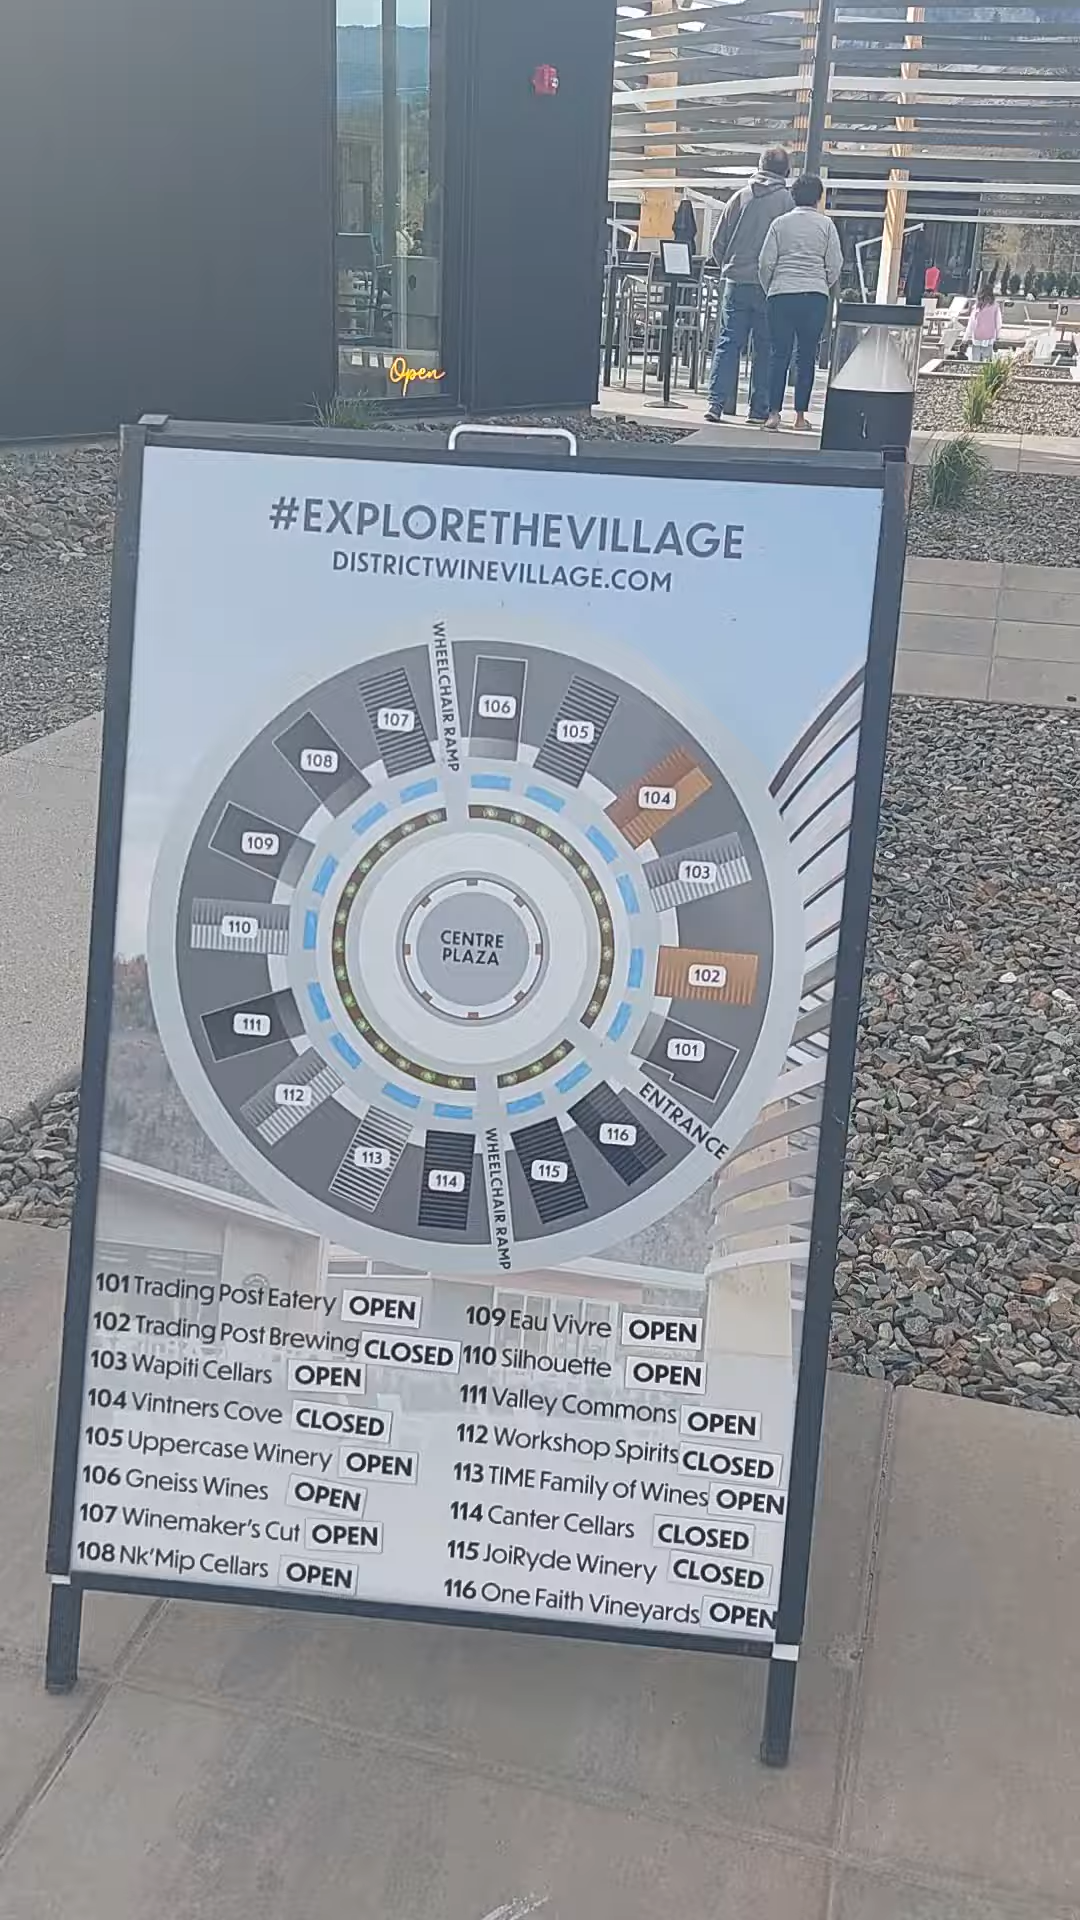 Open
#EXPLORETHEVILLAGE
DISTRICTWINEVILLAGE.COM
WHEELCHAIR RAMP
106
107
105
108
104
109
103
110
CENTRE
PLAZA
102
111
101
112
ENTRANCE
116
113
115
114
WHEELCHAIR RAMP
101 Trading Post Eatery OPEN
102 Trading Post Brewing CLOSED
103 Wapiti Cellars OPEN
104 Vintners Cove CLOSED
105 Uppercase Winery OPEN
106 Gneiss Wines OPEN
107 Winemaker's Cut OPEN
108 Nk'Mip Cellars OPEN
109 Eau Vivre OPEN
110 Silhouette OPEN
111 Valley Commons OPEN
112 Workshop Spirits CLOSED
113 TIME Family of Wines OPEN
114 Canter Cellars CLOSED
115 JoiRyde Winery CLOSED
116 One Faith Vineyards OPEN